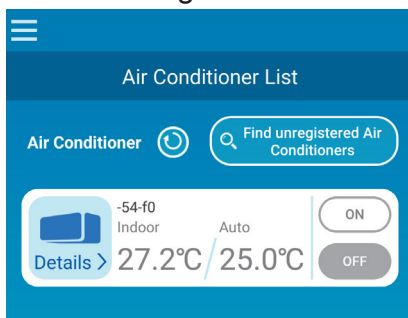 Air Conditioner List
Air Conditioner
Find unregistered Air
Conditioners
-54-f0
Indoor Auto
27.2℃ 25.0℃
Details >
ON
OFF